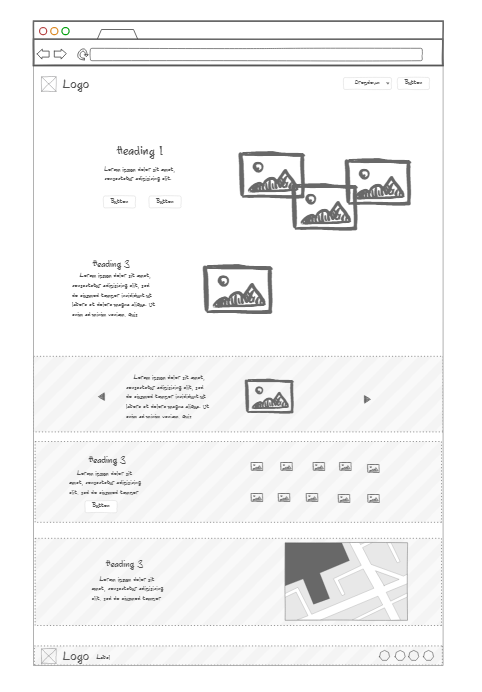 Logo
Dropdown
Button
Heading 1
Lorem ipsum dolor sit amet,
consectetur adipisicing elit.
Button
Button
Heading 3
Lorem ipsum dolor sit amet,
consectetur adipisicing elit, sed
do eiusmod tempor incididunt ut
labore et dolore magna aliqua. Ut
enim ad minim veniam, quis
Lorem ipsum dolor sit amet,
consectetur adipisicing elit, sed
do eiusmod tempor incididunt ut
labore et dolore magna aliqua. Ut
enim ad minim veniam, quis
Heading 3
Lorem ipsum dolor sit
amet, consectetur adipisicing
elit, sed do eiusmod tempor
Button
Heading 3
Lorem ipsum dolor sit
amet, consectetur adipisicing
elit, sed do eiusmod tempor
Logo
Label